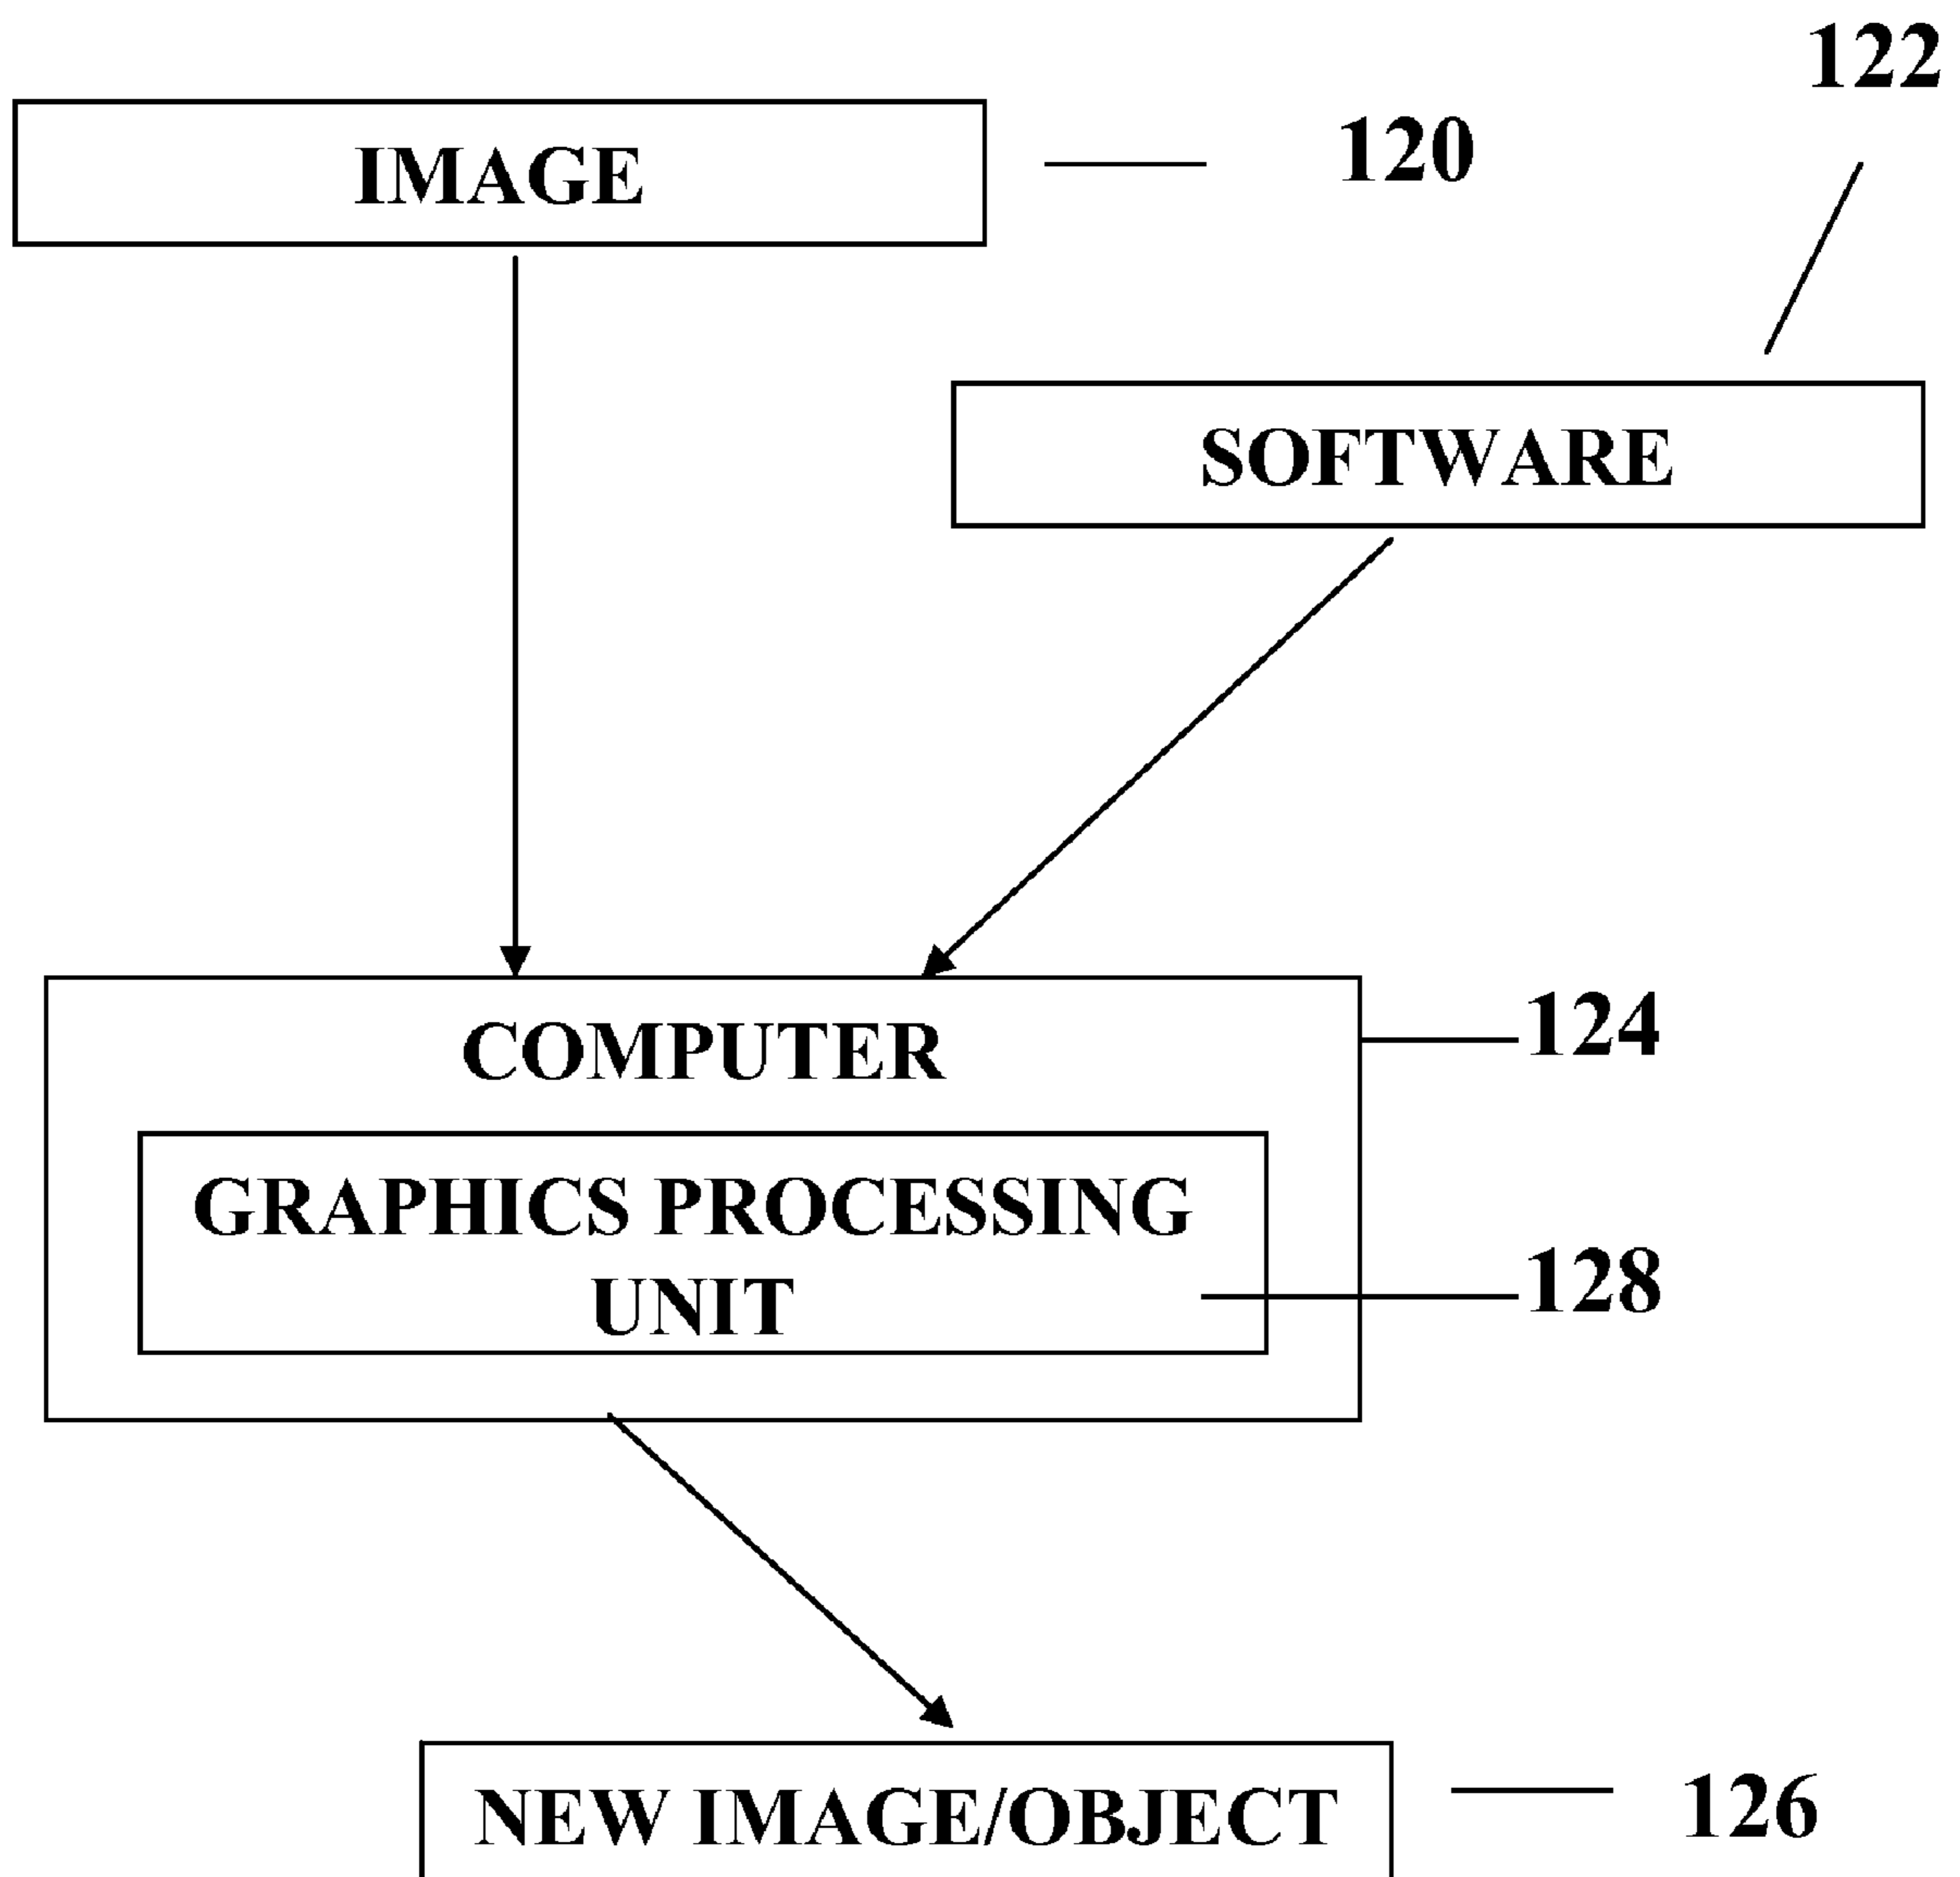 122
IMAGE
120
SOFTWARE
COMPUTER
124
GRAPHICS PROCESSING
UNIT
128
NEW IMAGE/OBJECT
126